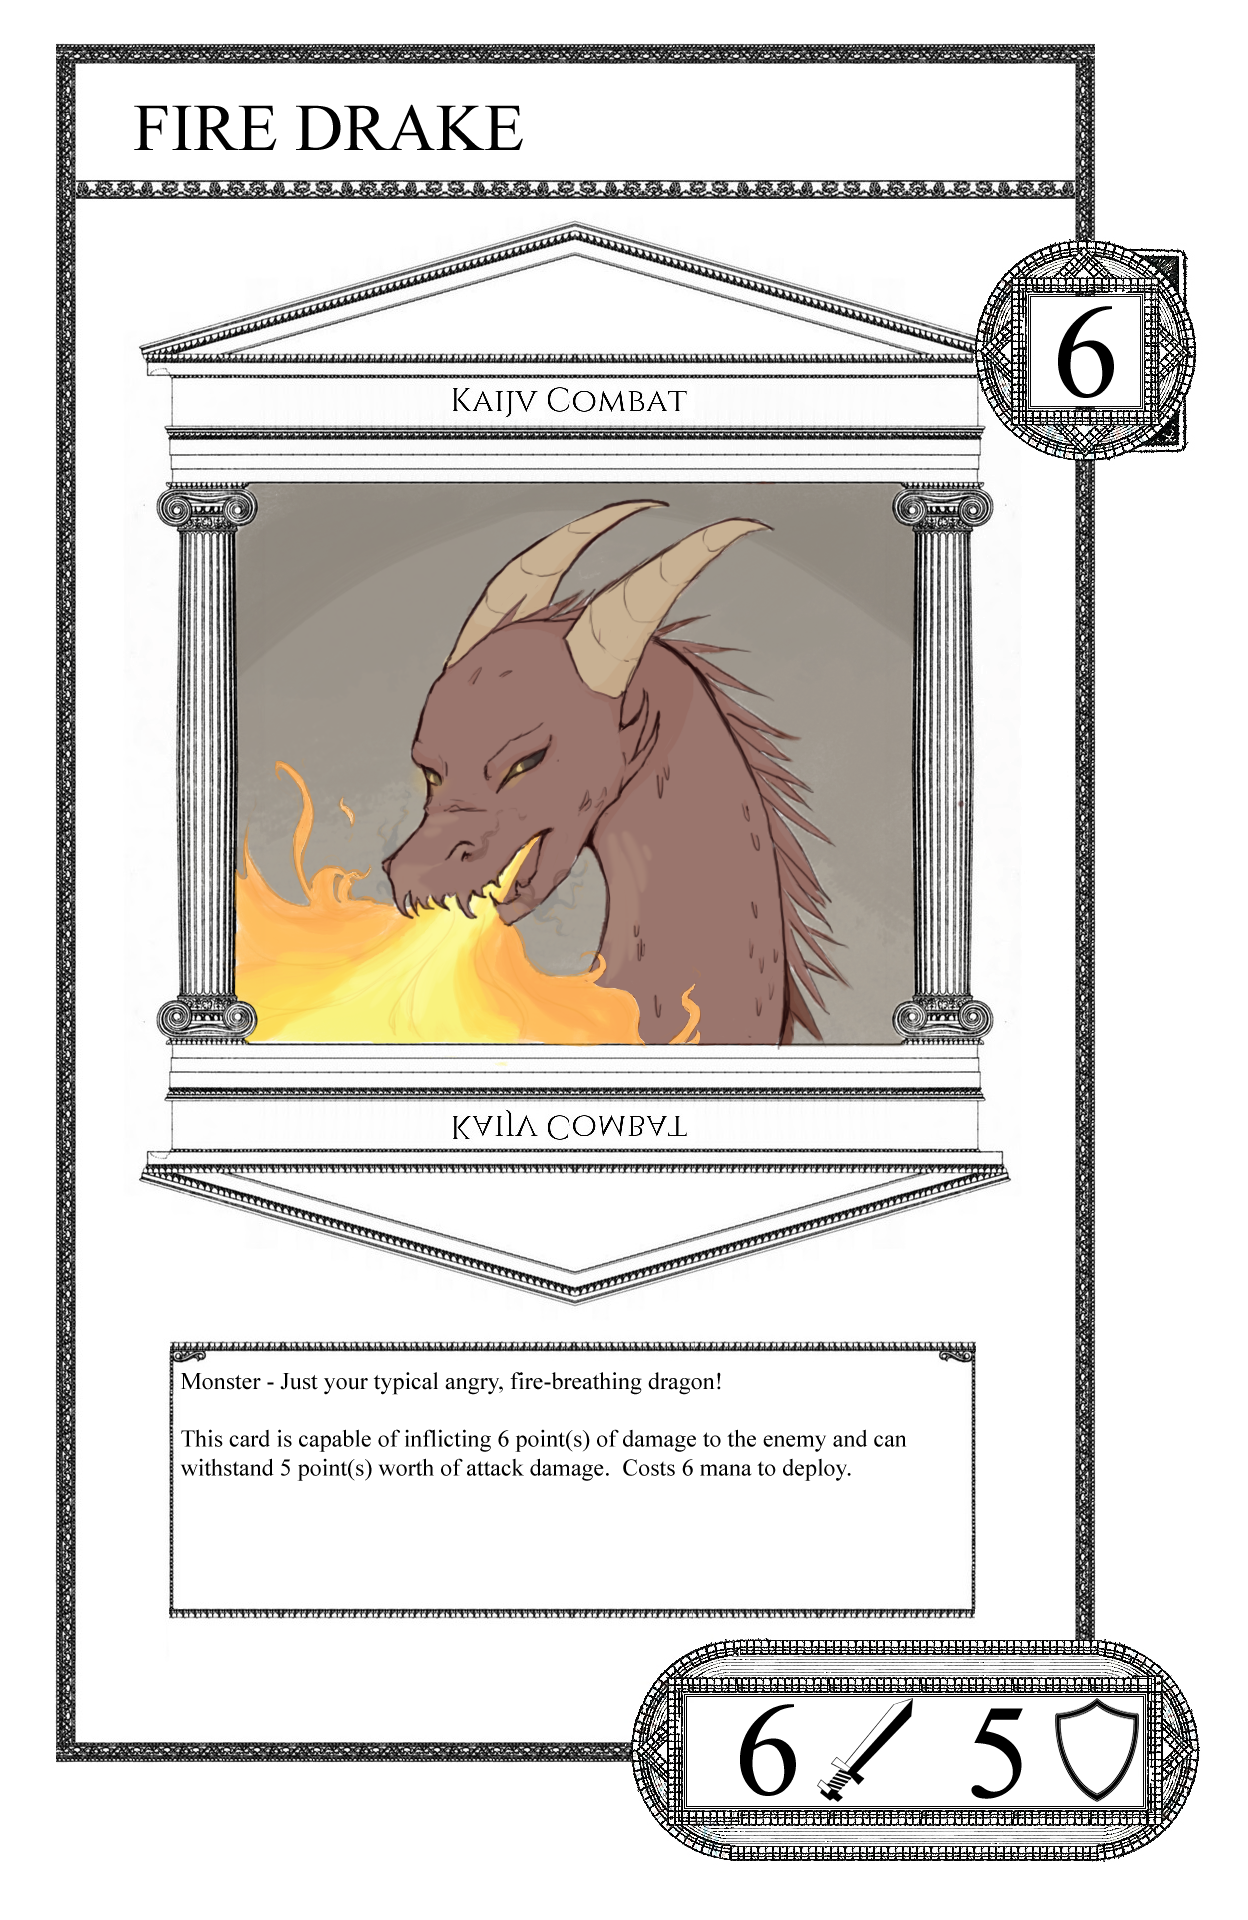 FIRE DRAKE
6
KAIJV COMBAT
KAIJV COMBAT
Monster - Just your typical angry, fire-breathing dragon!
This card is capable of inflicting 6 point(s) of damage to the enemy and can
withstand 5 point(s) worth of attack damage.  Costs 6 mana to deploy.
6 5